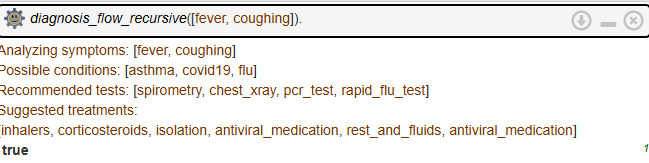 diagnosis_flow_recursive([fever, coughing]).
Analyzing symptoms: [fever, coughing]
Possible conditions: [asthma, covid19, flu]
Recommended tests: [spirometry, chest_xray, pcr_test, rapid_flu_test]
Suggested treatments:
[inhalers, corticosteroids, isolation, antiviral_medication, rest_and_fluids, antiviral_medication]
true
1